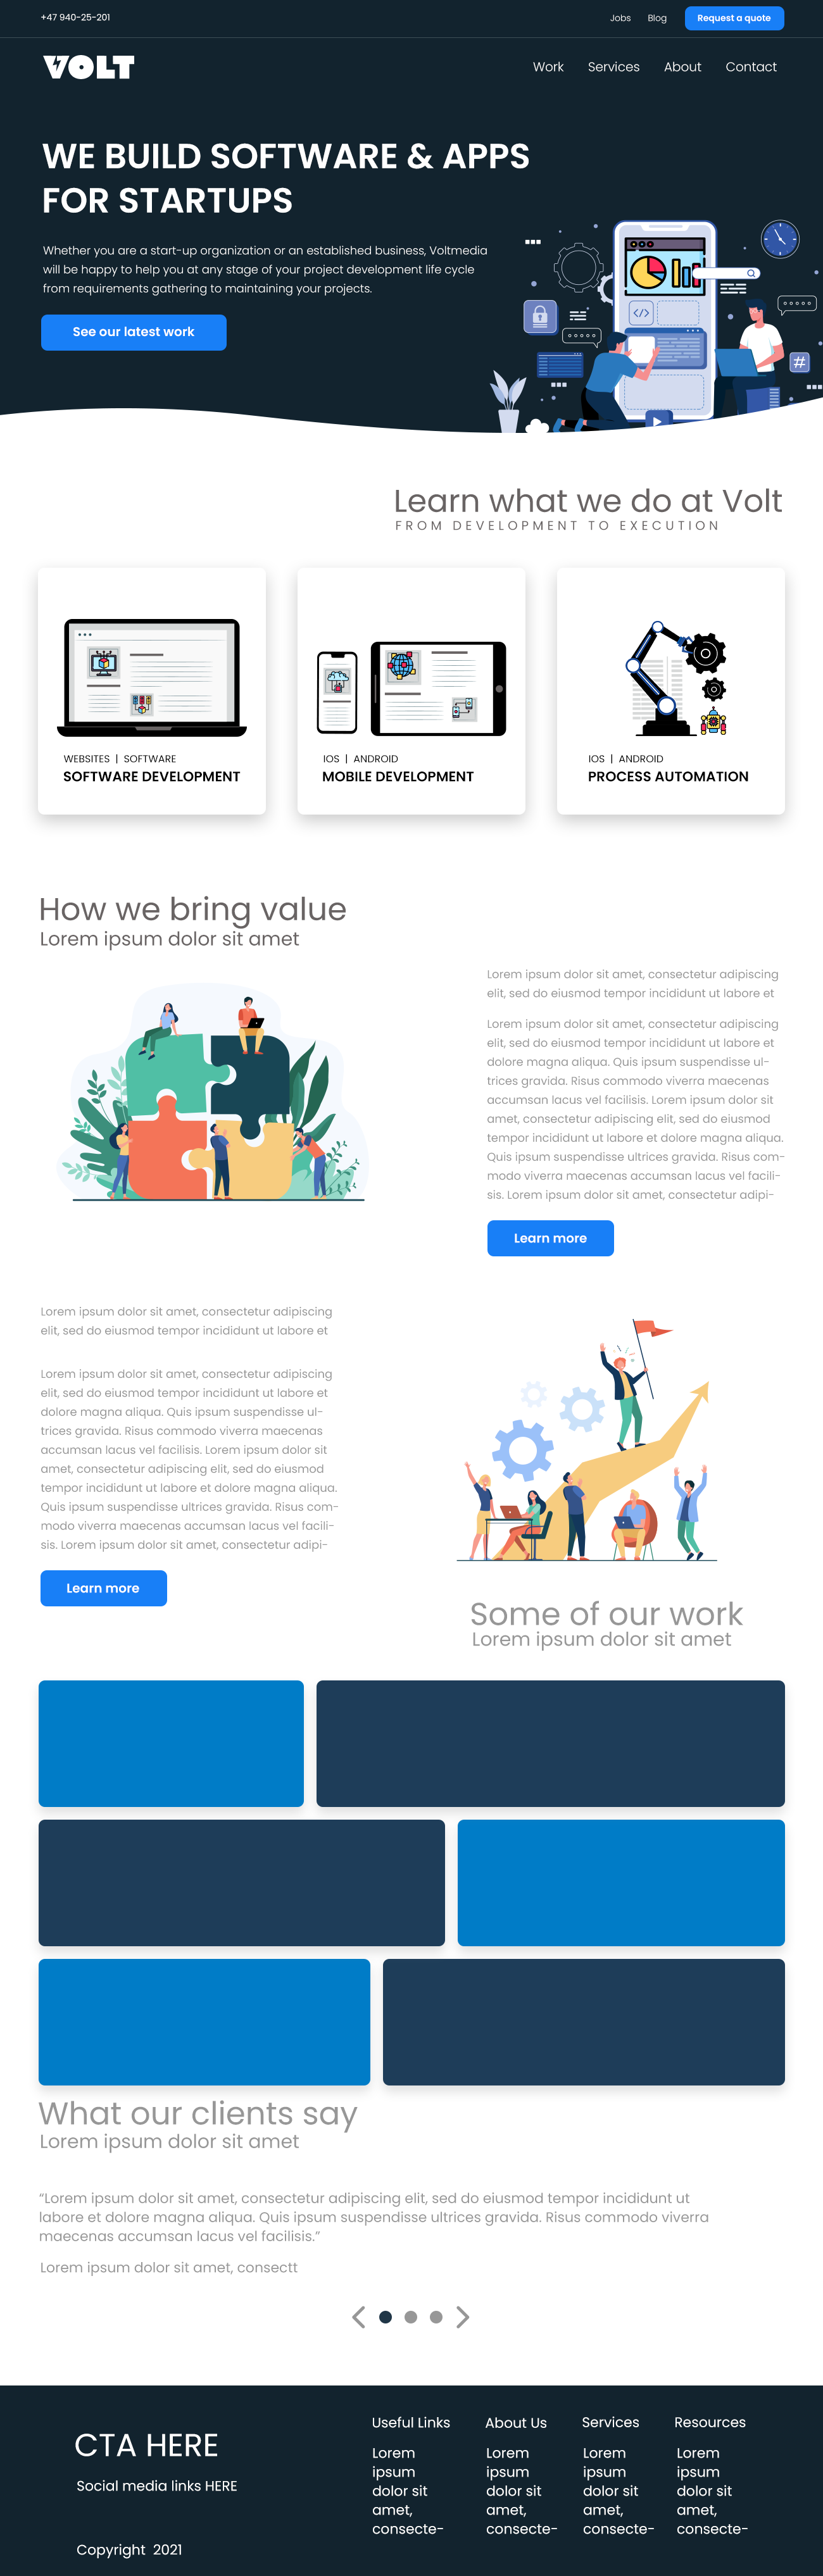 +47 940-25-201
Jobs
Blog
Request a quote
VOLT
Work
Services
About
Contact
WE BUILD SOFTWARE & APPS
FOR STARTUPS
Whether you are a start-up organization or an established business, Voltmedia
will be happy to help you at any stage of your project development life cycle
from requirements gathering to maintaining your projects.
See our latest work
</>
#
Learn what we do at Volt
FROM DEVELOPMENT TO EXECUTION
WEBSITES | SOFTWARE
SOFTWARE DEVELOPMENT
IOS | ANDROID
MOBILE DEVELOPMENT
IOS | ANDROID
PROCESS AUTOMATION
How we bring value
Lorem ipsum dolor sit amet
Lorem ipsum dolor sit amet, consectetur adipiscing
elit, sed do eiusmod tempor incididunt ut labore et
Lorem ipsum dolor sit amet, consectetur adipiscing
elit, sed do eiusmod tempor incididunt ut labore et
dolore magna aliqua. Quis ipsum suspendisse ul-
trices gravida. Risus commodo viverra maecenas
accumsan lacus vel facilisis. Lorem ipsum dolor sit
amet, consectetur adipiscing elit, sed do eiusmod
tempor incididunt ut labore et dolore magna aliqua.
Quis ipsum suspendisse ultrices gravida. Risus com-
modo viverra maecenas accumsan lacus vel facili-
sis. Lorem ipsum dolor sit amet, consectetur adipi-
Learn more
Lorem ipsum dolor sit amet, consectetur adipiscing
elit, sed do eiusmod tempor incididunt ut labore et
Lorem ipsum dolor sit amet, consectetur adipiscing
elit, sed do eiusmod tempor incididunt ut labore et
dolore magna aliqua. Quis ipsum suspendisse ul-
trices gravida. Risus commodo viverra maecenas
accumsan lacus vel facilisis. Lorem ipsum dolor sit
amet, consectetur adipiscing elit, sed do eiusmod
tempor incididunt ut labore et dolore magna aliqua.
Quis ipsum suspendisse ultrices gravida. Risus com-
modo viverra maecenas accumsan lacus vel facili-
sis. Lorem ipsum dolor sit amet, consectetur adipi-
Learn more
Some of our work
Lorem ipsum dolor sit amet
What our clients say
Lorem ipsum dolor sit amet
“Lorem ipsum dolor sit amet, consectetur adipiscing elit, sed do eiusmod tempor incididunt ut
labore et dolore magna aliqua. Quis ipsum suspendisse ultrices gravida. Risus commodo viverra
maecenas accumsan lacus vel facilisis.”
Lorem ipsum dolor sit amet, consectt
CTA HERE
Social media links HERE
Copyright 2021
Useful Links
Lorem
ipsum
dolor sit
amet,
consecte-
About Us
Lorem
ipsum
dolor sit
amet,
consecte-
Services
Lorem
ipsum
dolor sit
amet,
consecte-
Resources
Lorem
ipsum
dolor sit
amet,
consecte-